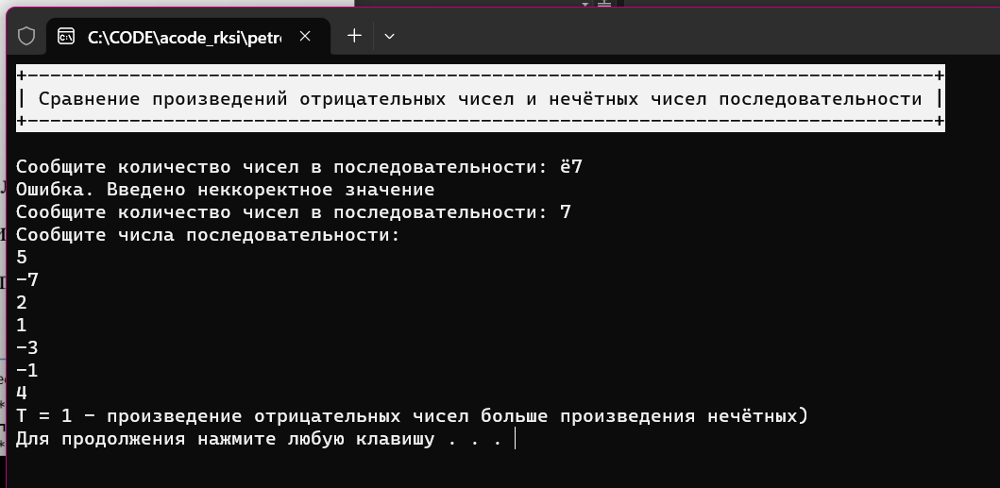 C:\CODE\acode_rksi\petr
+--------------------------------------------------------------------------------+
| Сравнение произведений отрицательных чисел и нечётных чисел последовательности |
+--------------------------------------------------------------------------------+
Сообщите количество чисел в последовательности: ё7
Ошибка. Введено неккоректное значение
Сообщите количество чисел в последовательности: 7
Сообщите числа последовательности:
5
-7
2
1
-3
-1
4
T = 1 - произведение отрицательных чисел больше произведения нечётных)
Для продолжения нажмите любую клавишу . . .